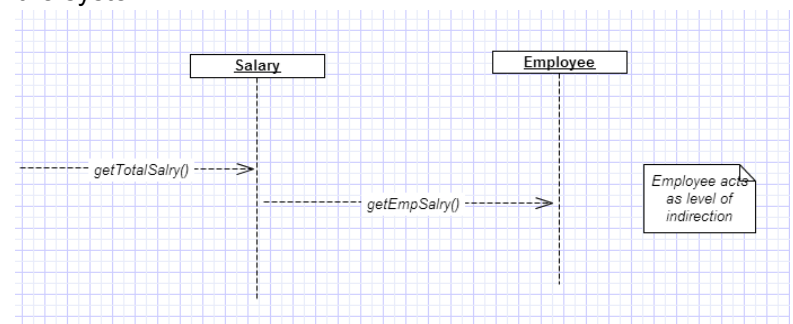 Salary
Employee
getTotalSalry()
Employee acts
as level of
indirection
getEmpSalry()